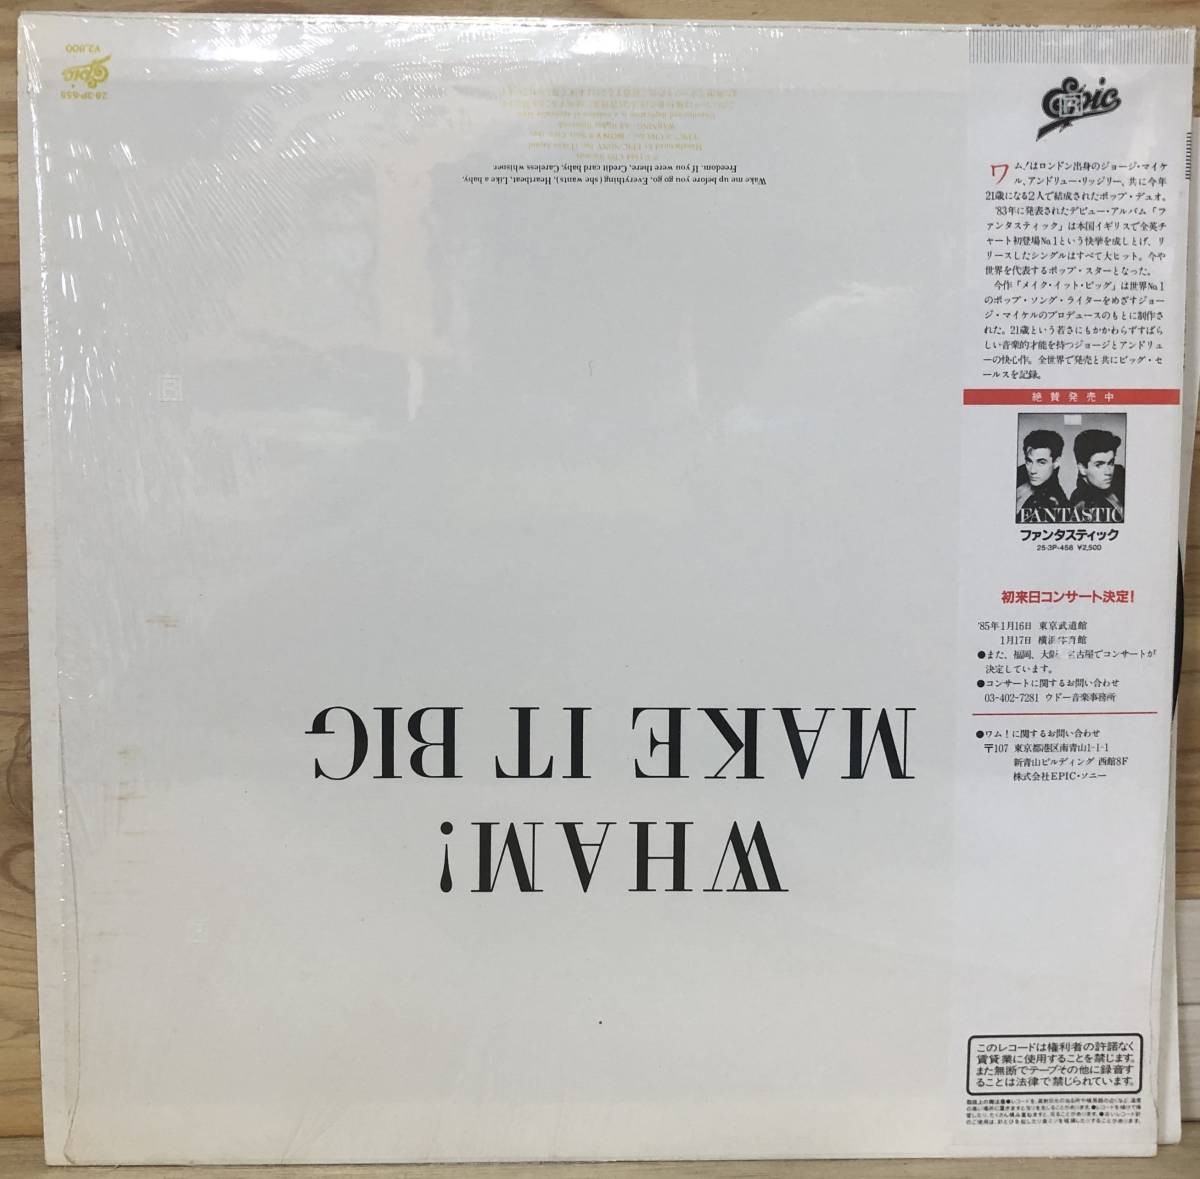 WHAM!
MAKE IT BIG
Wake me up before you go go, Everything (she wants), Heartbeat, Like a baby,
Freedom, If you were there, Credit card baby, Careless whisper.
Epic
28・3P-555
¥2,800
Epic
ワム!はロンドン出身のジョージ・マイケ
ル、アンドリュー・リッジリー、共に今年
21歳になる2人で結成されたポップ・デュオ。
'83年に発表されたデビュー・アルバム「フ
ァンタスティック」は本国イギリスで全英チ
ャート初登場No.1という快挙を成しとげ、リ
リースしたシングルはすべて大ヒット。今や
世界を代表するポップ・スターとなった。
今作「メイク・イット・ビッグ」は世界No.1
のポップ・ソング・ライターをめざすジョー
ジ・マイケルのプロデュースのもとに制作さ
れた。21歳という若さにもかかわらずすばら
しい音楽的才能を持つジョージとアンドリュ
ーの快心作。全世界で発売と共にビッグ・セ
ールスを記録。
絶賛発売中
FANTASTIC
ファンタスティック
25・3P-458 ¥2,500
初来日コンサート決定!
'85年1月16日 東京武道館
1月17日 横浜体育館
●また、福岡、大阪、名古屋でコンサートが
決定しています。
●コンサートに関するお問い合わせ
03-402-7281 ウドー音楽事務所
●ワム!に関するお問い合わせ
〒107 東京都港区南青山1-1-1
新青山ビルディング 西館8F
株式会社EPIC・ソニー
このレコードは権利者の許諾なく
賃貸業に使用することを禁じます。
また無断でテープその他に録音す
ることは法律で禁じられています。